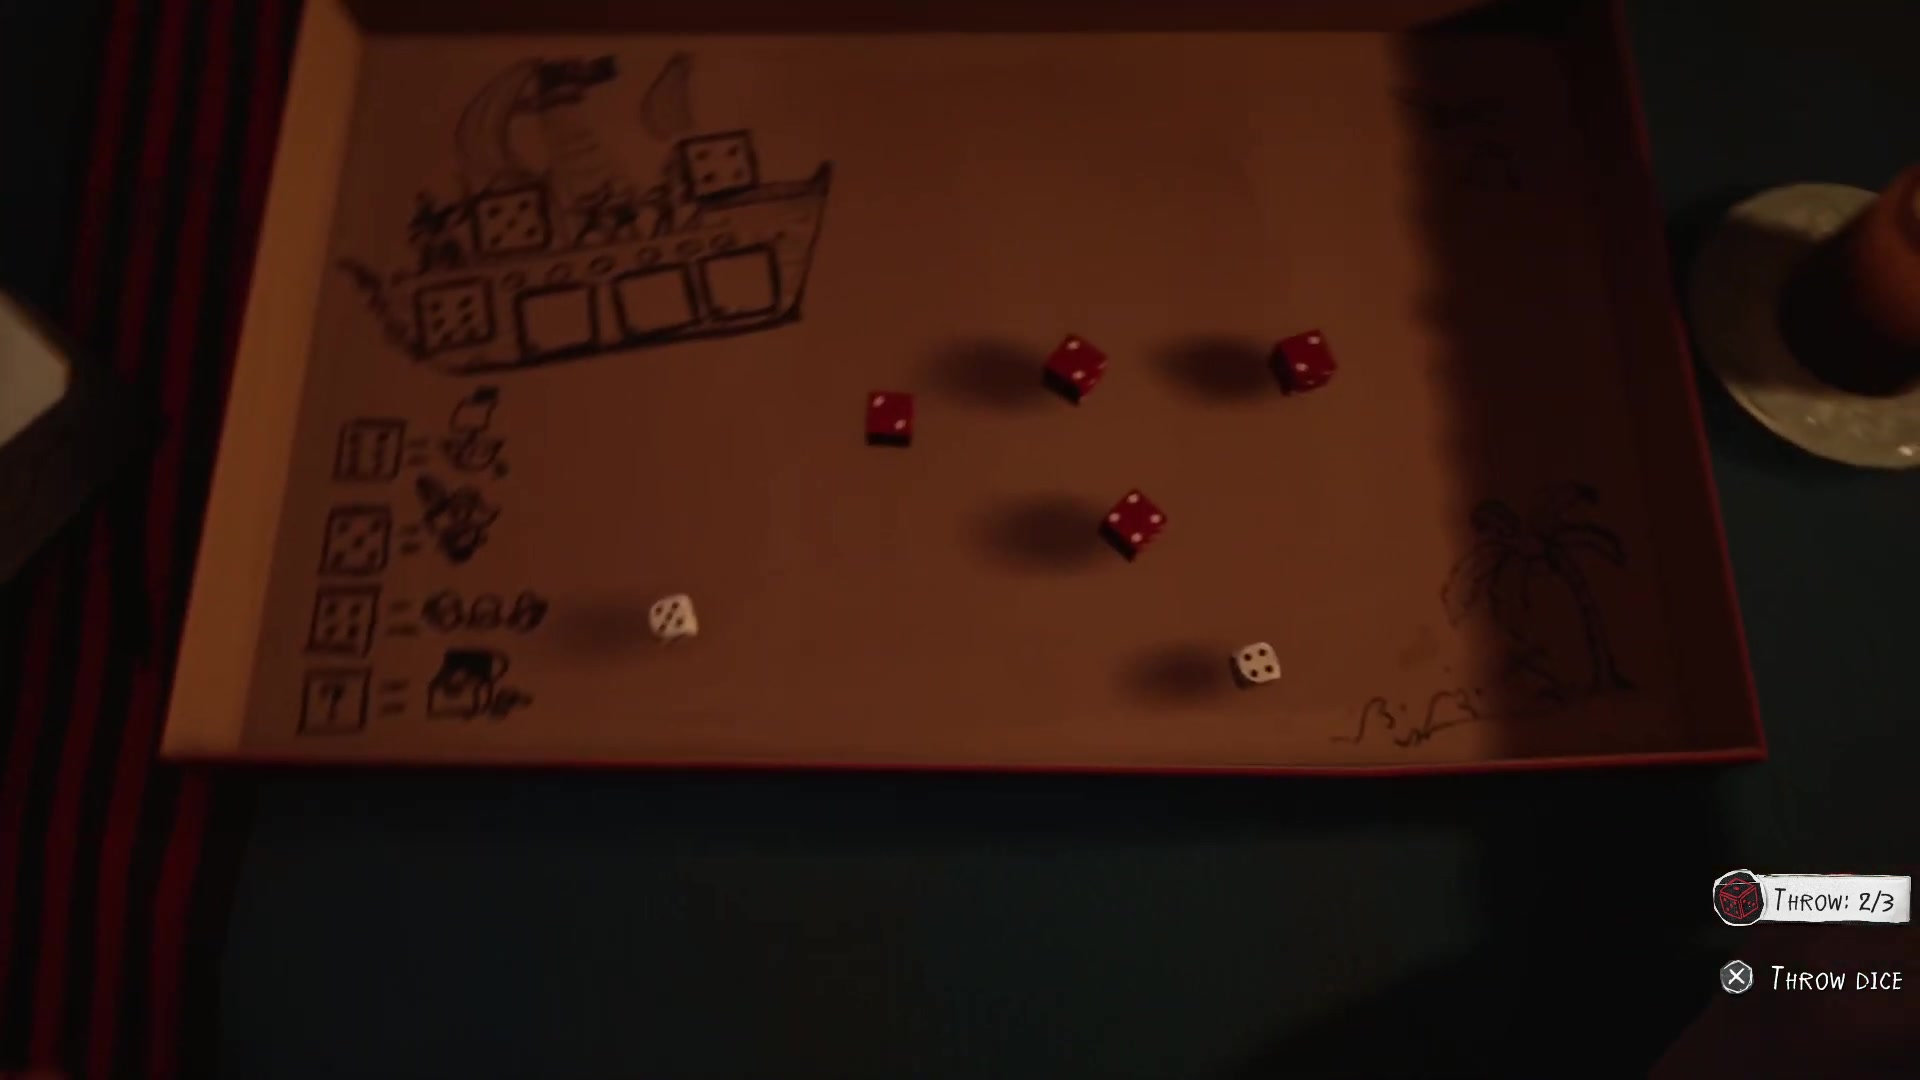 ? =
THROW: 2/3
THROW DICE